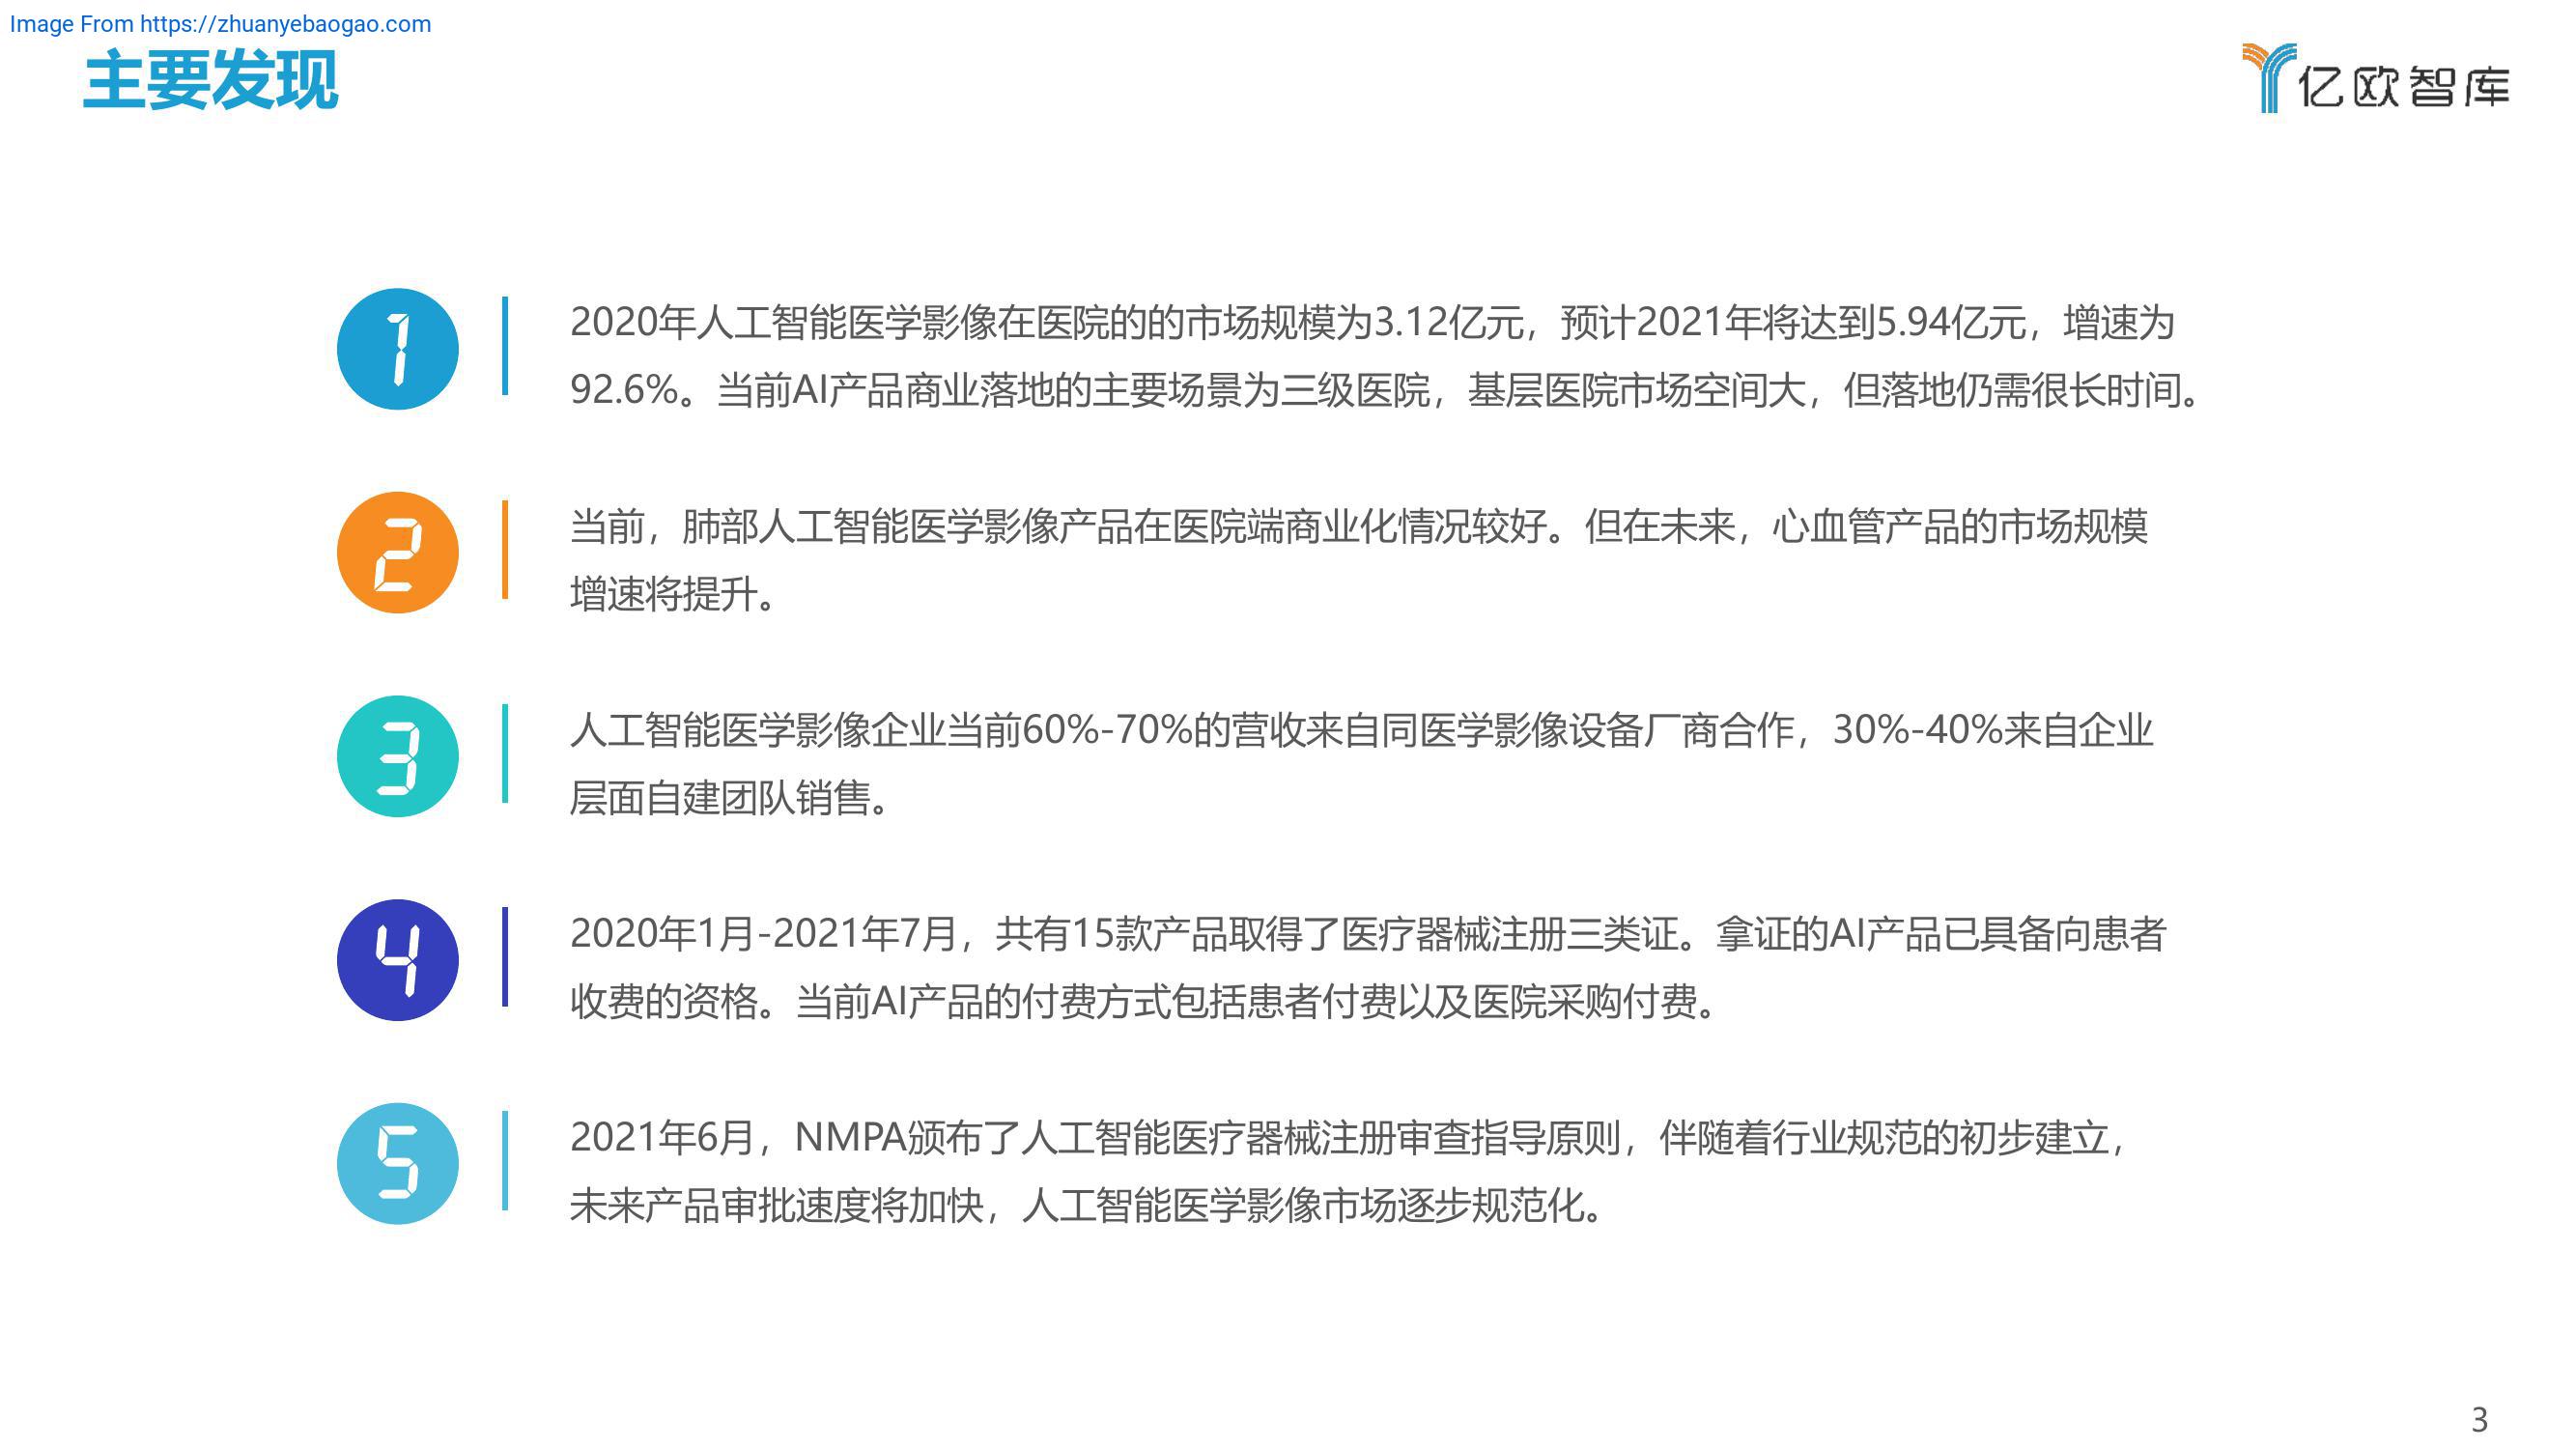 Image From https://zhuanyebaogao.com
主要发现
亿欧智库
1
2020年人工智能医学影像在医院的的市场规模为3.12亿元，预计2021年将达到5.94亿元，增速为
92.6%。当前AI产品商业落地的主要场景为三级医院，基层医院市场空间大，但落地仍需很长时间。
2
当前，肺部人工智能医学影像产品在医院端商业化情况较好。但在未来，心血管产品的市场规模
增速将提升。
3
人工智能医学影像企业当前60%-70%的营收来自同医学影像设备厂商合作，30%-40%来自企业
层面自建团队销售。
4
2020年1月-2021年7月，共有15款产品取得了医疗器械注册三类证。拿证的AI产品已具备向患者
收费的资格。当前AI产品的付费方式包括患者付费以及医院采购付费。
5
2021年6月，NMPA颁布了人工智能医疗器械注册审查指导原则，伴随着行业规范的初步建立，
未来产品审批速度将加快，人工智能医学影像市场逐步规范化。
3